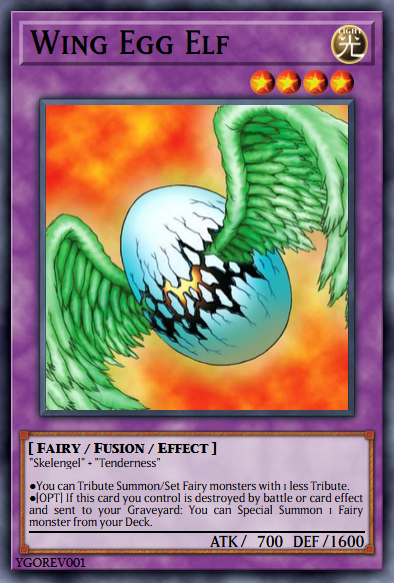 Wing Egg Elf
LIGHT
光
[ Fairy / Fusion / Effect ]
"Skelengel" + "Tenderness"
●You can Tribute Summon/Set Fairy monsters with 1 less Tribute.
●[OPT] If this card you control is destroyed by battle or card effect
and sent to your Graveyard: You can Special Summon 1 Fairy
monster from your Deck.
ATK/ 700 DEF/1600
YGOREV001